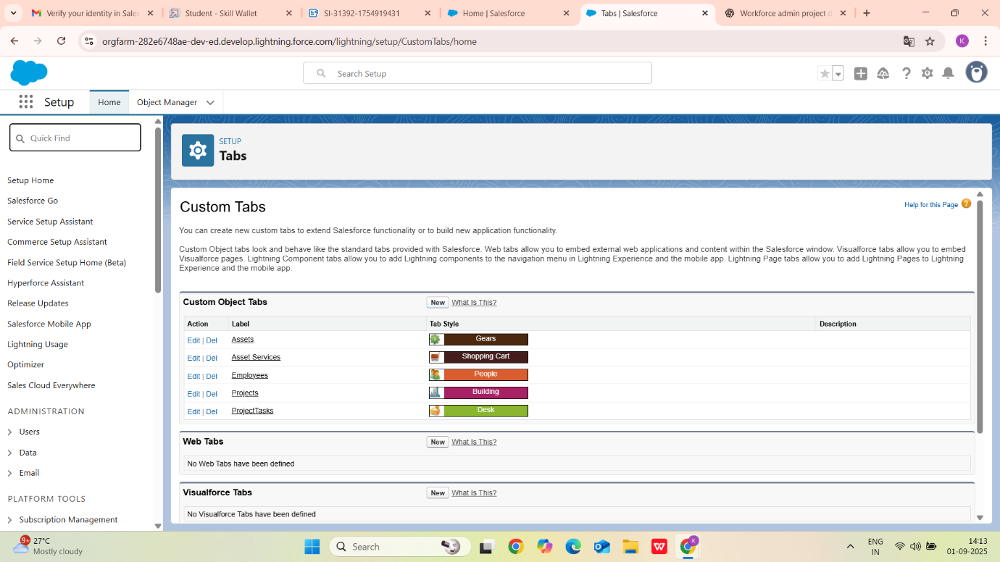 Verify your identity in Sales
Student - Skill Wallet
SI-31392-1754919431
Home | Salesforce
Tabs | Salesforce
Workforce admin project d
orgfarm-282e6748ae-dev-ed.develop.lightning.force.com/lightning/setup/CustomTabs/home
K
Search Setup
Setup
Home
Object Manager
Quick Find
Setup Home
Salesforce Go
Service Setup Assistant
Commerce Setup Assistant
Field Service Setup Home (Beta)
Hyperforce Assistant
Release Updates
Salesforce Mobile App
Lightning Usage
Optimizer
Sales Cloud Everywhere
ADMINISTRATION
Users
Data
Email
PLATFORM TOOLS
Subscription Management
SETUP
Tabs
Custom Tabs
Help for this Page
You can create new custom tabs to extend Salesforce functionality or to build new application functionality.
Custom Object tabs look and behave like the standard tabs provided with Salesforce. Web tabs allow you to embed external web applications and content within the Salesforce window. Visualforce tabs allow you to embed
Visualforce pages. Lightning Component tabs allow you to add Lightning components to the navigation menu in Lightning Experience and the mobile app. Lightning Page tabs allow you to add Lightning Pages to Lightning
Experience and the mobile app.
Custom Object Tabs New What Is This?
Action Label Tab Style Description
Edit | Del Assets Gears
Edit | Del Asset Services Shopping Cart
Edit | Del Employees People
Edit | Del Projects Building
Edit | Del ProjectTasks Desk
Web Tabs New What Is This?
No Web Tabs have been defined
Visualforce Tabs New What Is This?
No Visualforce Tabs have been defined
9+
27°C
Mostly cloudy
Search
W
K
ENG
IN
14:13
01-09-2025